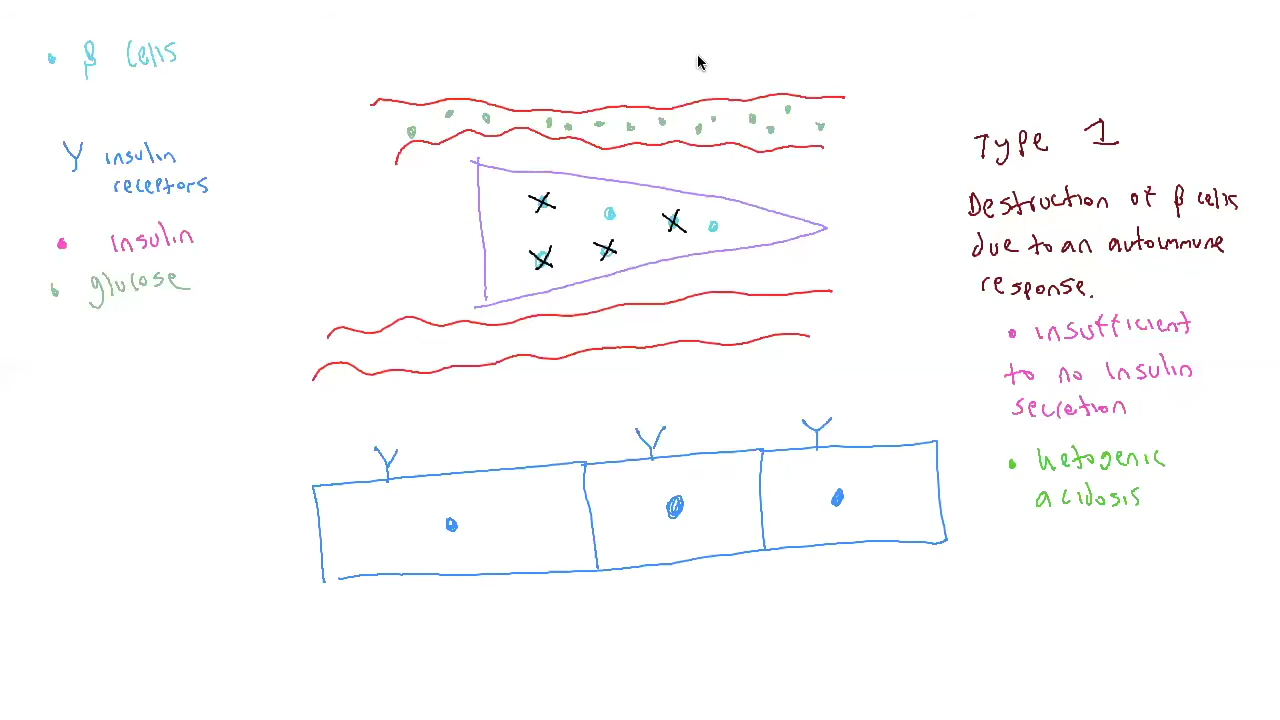 β cells
Y insulin
receptors
insulin
glucose
Type 1
Destruction of β cells
due to an autoimmune
response.
• insufficient
to no insulin
secretion
• ketogenic
acidosis